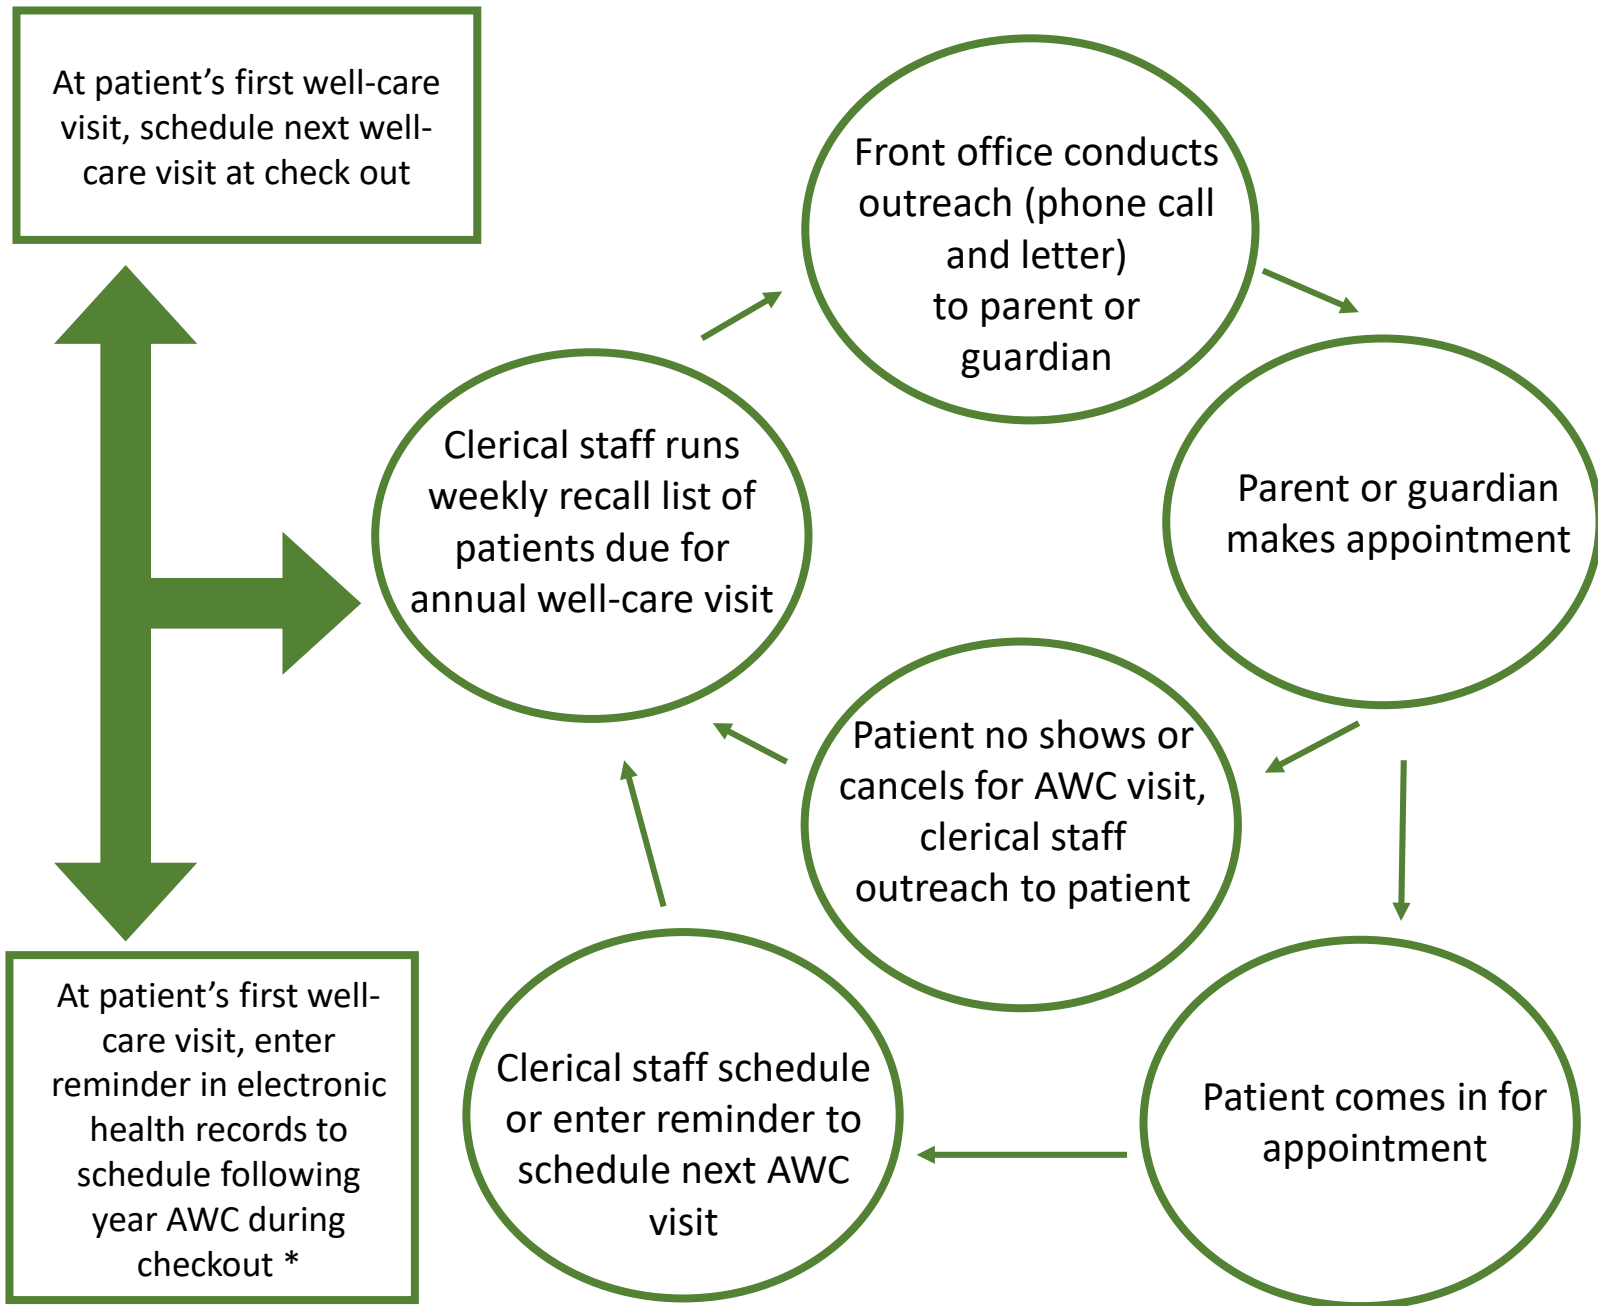 At patient’s first well-care
visit, schedule next well-
care visit at check out
Front office conducts
outreach (phone call
and letter)
to parent or
guardian
Clerical staff runs
weekly recall list of
patients due for
annual well-care visit
Parent or guardian
makes appointment
Patient no shows or
cancels for AWC visit,
clerical staff
outreach to patient
At patient’s first well-
care visit, enter
reminder in electronic
health records to
schedule following
year AWC during
checkout *
Clerical staff schedule
or enter reminder to
schedule next AWC
visit
Patient comes in for
appointment